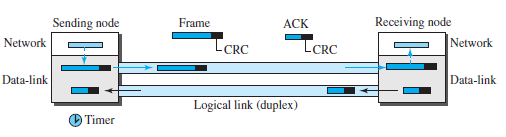 Sending node
Frame
ACK
Receiving node
Network
CRC
CRC
Network
Data-link
Data-link
Logical link (duplex)
Timer